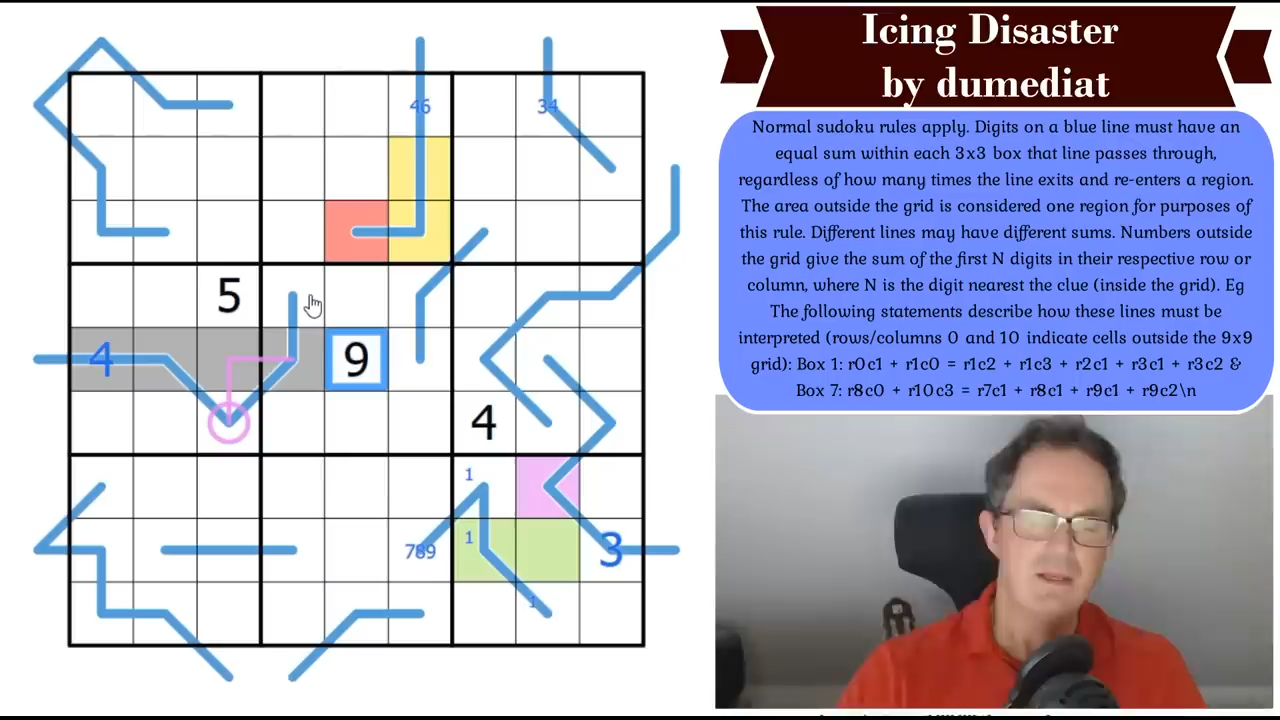 Icing Disaster
by dumediat
Normal sudoku rules apply. Digits on a blue line must have an
equal sum within each 3x3 box that line passes through,
regardless of how many times the line exits and re-enters a region.
The area outside the grid is considered one region for purposes of
this rule. Different lines may have different sums. Numbers outside
the grid give the sum of the first N digits in their respective row or
column, where N is the digit nearest the clue (inside the grid). Eg
The following statements describe how these lines must be
interpreted (rows/columns 0 and 10 indicate cells outside the 9x9
grid): Box 1: r0c1 + r1c0 = r1c2 + r1c3 + r2c1 + r3c1 + r3c2 &
Box 7: r8c0 + r10c3 = r7c1 + r8c1 + r9c1 + r9c2\n
46 34
5
4 9
4
1
789 1 3
1